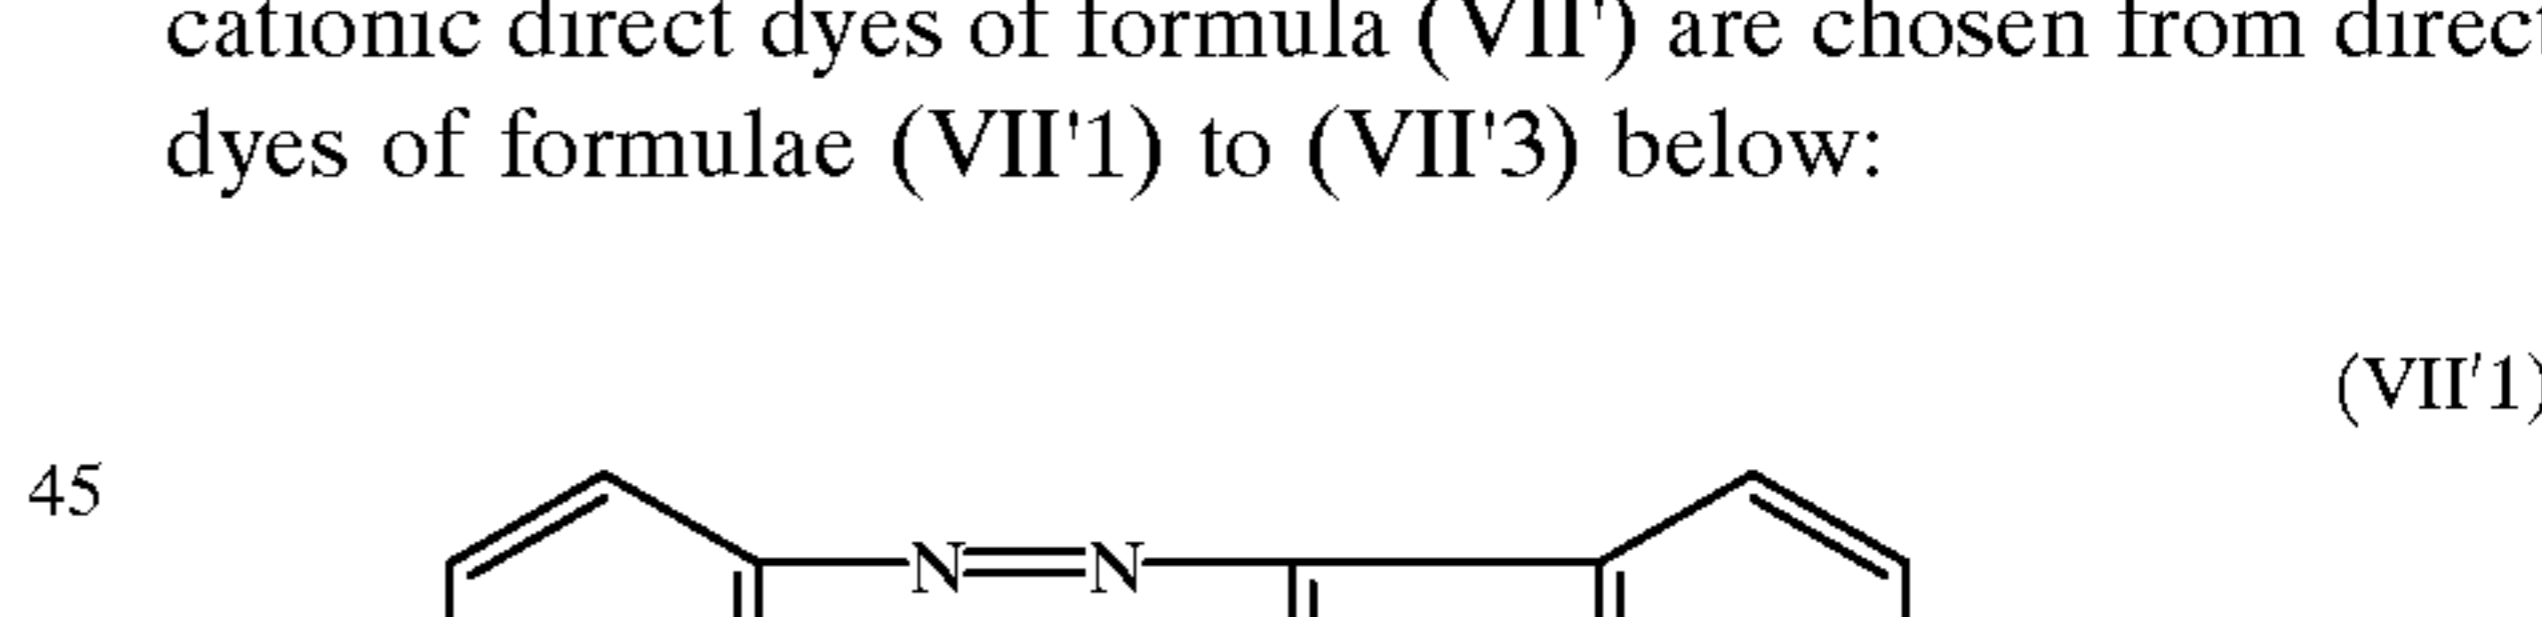 cationic direct dyes of formula (VII') are chosen from direct
dyes of formulae (VII'1) to (VII'3) below:
(VII'1)
45
N=N